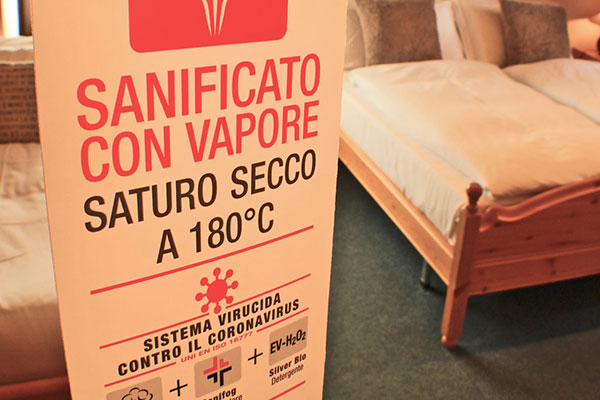 SANIFICATO
CON VAPORE
SATURO SECCO
A 180°C
SISTEMA VIRUCIDA
CONTRO IL CORONAVIRUS
UNI EN ISO 16777
+
+
EV-H₂O₂
Silver Bio
Detergente